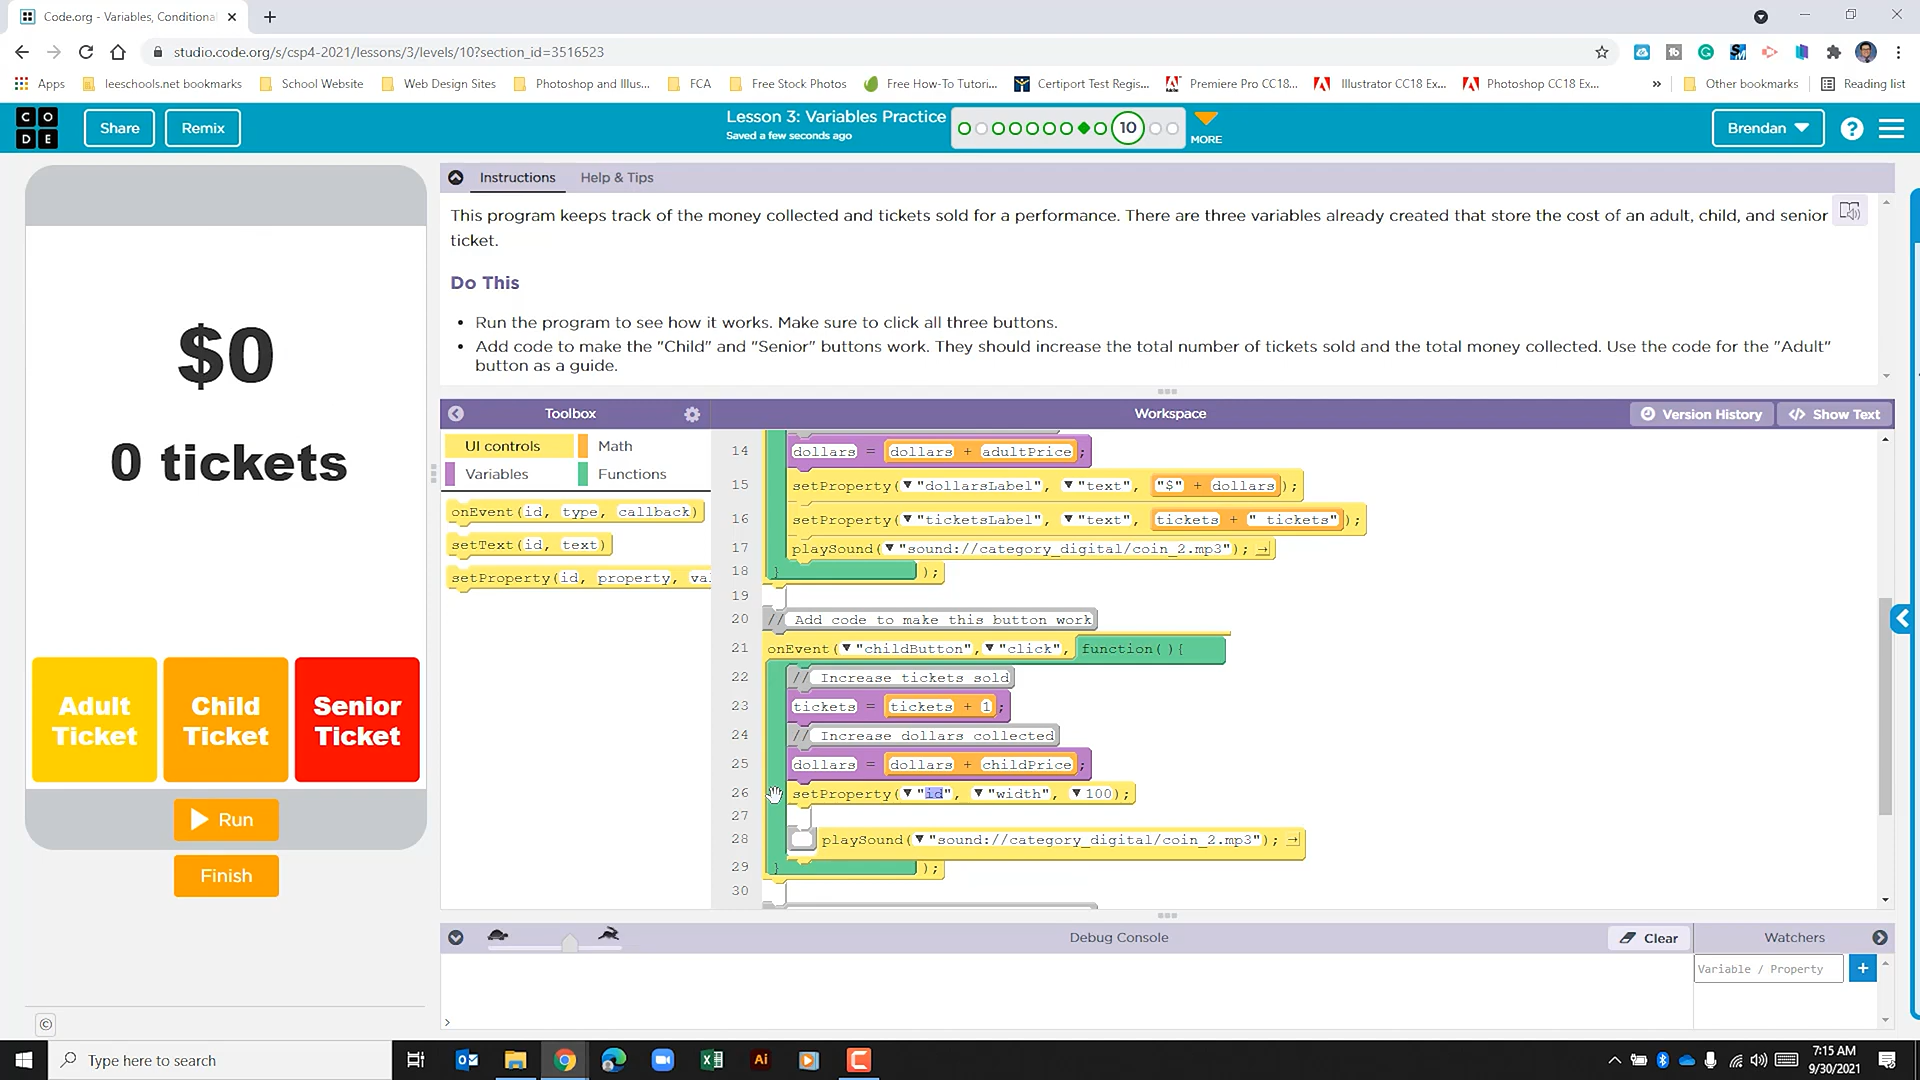 Code.org - Variables, Conditiona
studio.code.org/s/csp4-2021/lessons/3/levels/10?section_id=3516523
Apps leeschools.net bookmarks School Website Web Design Sites Photoshop and Illus... FCA Free Stock Photos Free How-To Tutori... Certiport Test Regis... Premiere Pro CC18... Illustrator CC18 Ex... Photoshop CC18 Ex... » Other bookmarks Reading list
CODE
Share
Remix
Lesson 3: Variables Practice
Saved a few seconds ago
10
MORE
Brendan
?
Instructions Help & Tips
This program keeps track of the money collected and tickets sold for a performance. There are three variables already created that store the cost of an adult, child, and senior
ticket.
Do This
• Run the program to see how it works. Make sure to click all three buttons.
• Add code to make the "Child" and "Senior" buttons work. They should increase the total number of tickets sold and the total money collected. Use the code for the "Adult"
button as a guide.
$0
0 tickets
Adult
Ticket
Child
Ticket
Senior
Ticket
Run
Finish
©
Toolbox
Workspace
Version History
</> Show Text
UI controls
Math
Variables
Functions
onEvent(id, type, callback)
setText(id, text)
setProperty(id, property, val
14 dollars = dollars + adultPrice;
15 setProperty("dollarsLabel", "text", "$" + dollars);
16 setProperty("ticketsLabel", "text", tickets + " tickets");
17 playSound("sound://category_digital/coin_2.mp3");
18 } );
19
20 // Add code to make this button work
21 onEvent("childButton", "click", function(){
22 // Increase tickets sold
23 tickets = tickets + 1;
24 // Increase dollars collected
25 dollars = dollars + childPrice;
26 setProperty("id", "width", 100);
27
28 playSound("sound://category_digital/coin_2.mp3");
29 } );
30
Debug Console
Clear
Watchers
Variable / Property
+
>
Type here to search
7:15 AM
9/30/2021